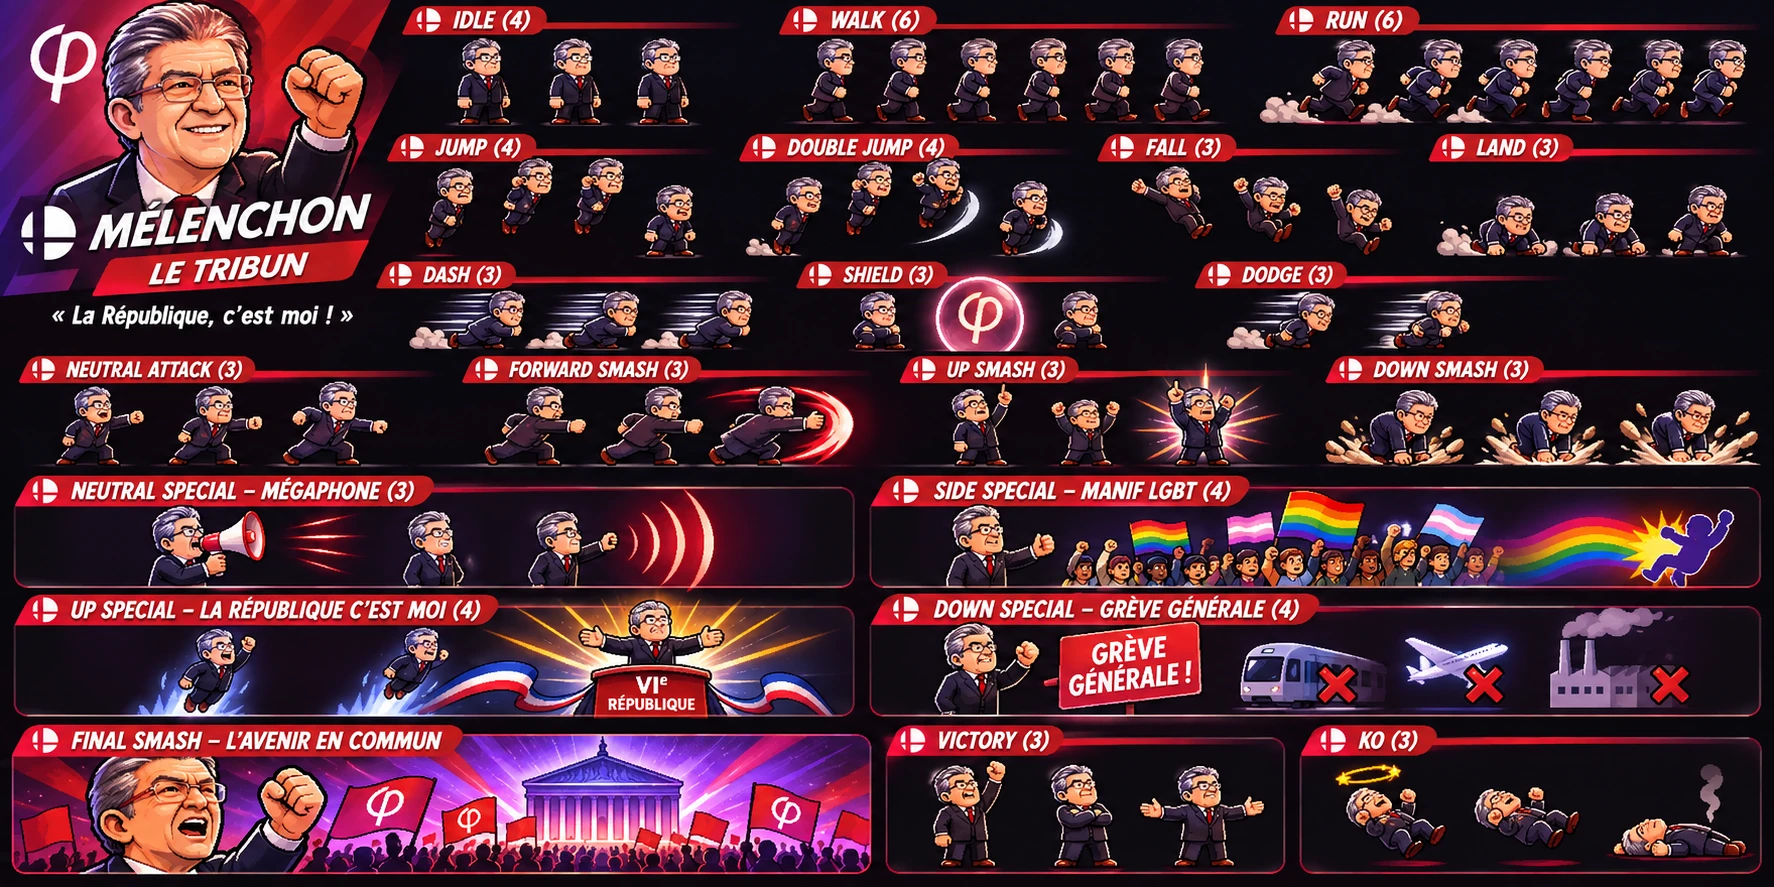 φ
MÉLENCHON
LE TRIBUN
« La République, c'est moi ! »
IDLE (4)
WALK (6)
RUN (6)
JUMP (4)
DOUBLE JUMP (4)
FALL (3)
LAND (3)
DASH (3)
SHIELD (3)
φ
DODGE (3)
NEUTRAL ATTACK (3)
FORWARD SMASH (3)
UP SMASH (3)
DOWN SMASH (3)
NEUTRAL SPECIAL – MÉGAPHONE (3)
SIDE SPECIAL – MANIF LGBT (4)
UP SPECIAL – LA RÉPUBLIQUE C'EST MOI (4)
VIe
RÉPUBLIQUE
DOWN SPECIAL – GRÈVE GÉNÉRALE (4)
GRÈVE
GÉNÉRALE !
FINAL SMASH – L'AVENIR EN COMMUN
φ
φ
φ
VICTORY (3)
KO (3)